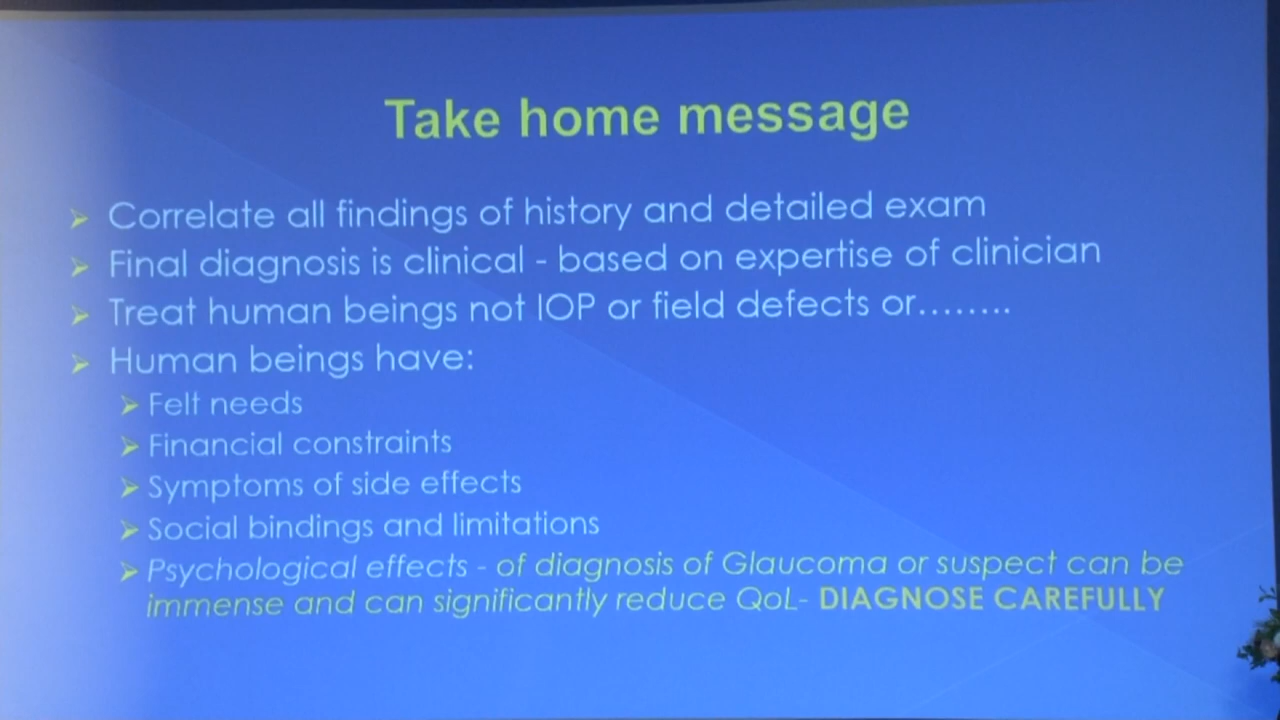 Take home message
Correlate all findings of history and detailed exam
Final diagnosis is clinical - based on expertise of clinician
Treat human beings not IOP or field defects or........
Human beings have:
Felt needs
Financial constraints
Symptoms of side effects
Social bindings and limitations
Psychological effects - of diagnosis of Glaucoma or suspect can be
immense and can significantly reduce QoL- DIAGNOSE CAREFULLY